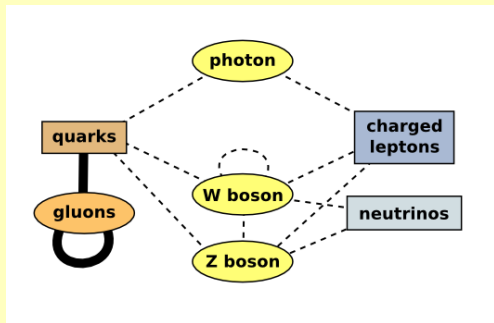 photon
quarks
charged
leptons
W boson
gluons
neutrinos
Z boson